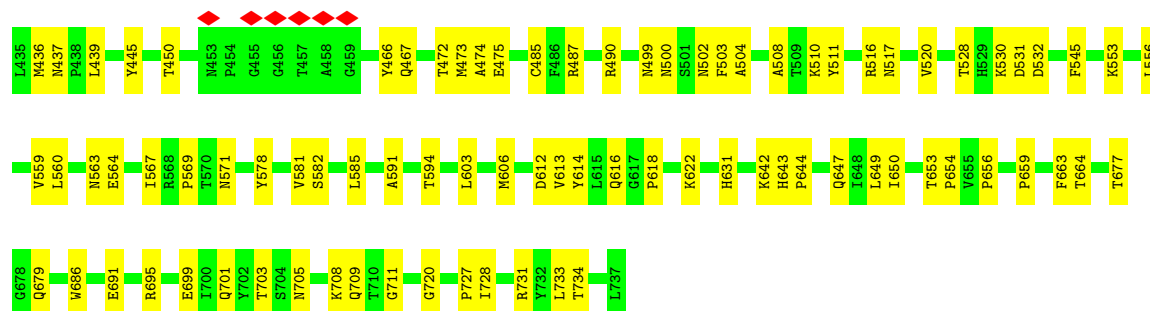 L435 M436 N437 P438 L439 Y445 T450 N453 P454 G455 G456 T457 A458 G459 Y466 Q467 T472 M473 A474 E475 C485 F486 R487 R490 N499 N500 S501 N502 F503 A504 A508 T509 K510 Y511 R516 N517 V520 T528 H529 K530 D531 D532 F545 K553 L556
V559 L560 N563 E564 I567 R568 P569 T570 N571 Y578 V581 S582 L585 A591 T594 L603 M606 D612 V613 Y614 L615 Q616 G617 P618 K622 H631 K642 H643 P644 Q647 I648 L649 I650 T653 P654 V655 P656 P659 F663 T664 T677
G678 Q679 W686 E691 R695 E699 I700 Q701 Y702 T703 S704 N705 K708 Q709 T710 G711 G720 P727 I728 R731 Y732 L733 T734 L737